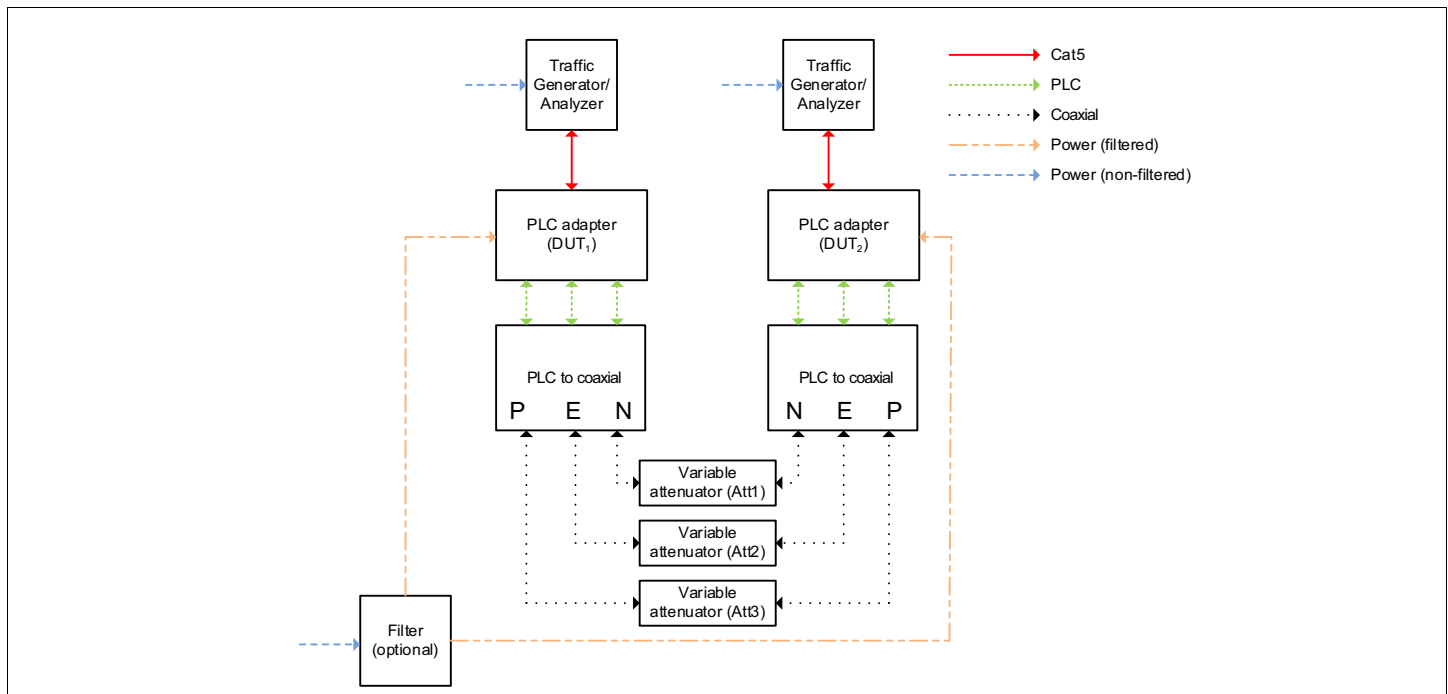 Traffic
Generator/
Analyzer
Traffic
Generator/
Analyzer
Cat5
PLC
Coaxial
Power (filtered)
Power (non-filtered)
PLC adapter
(DUT₁)
PLC adapter
(DUT₂)
PLC to coaxial
P E N
PLC to coaxial
N E P
Variable
attenuator (Att1)
Variable
attenuator (Att2)
Variable
attenuator (Att3)
Filter
(optional)